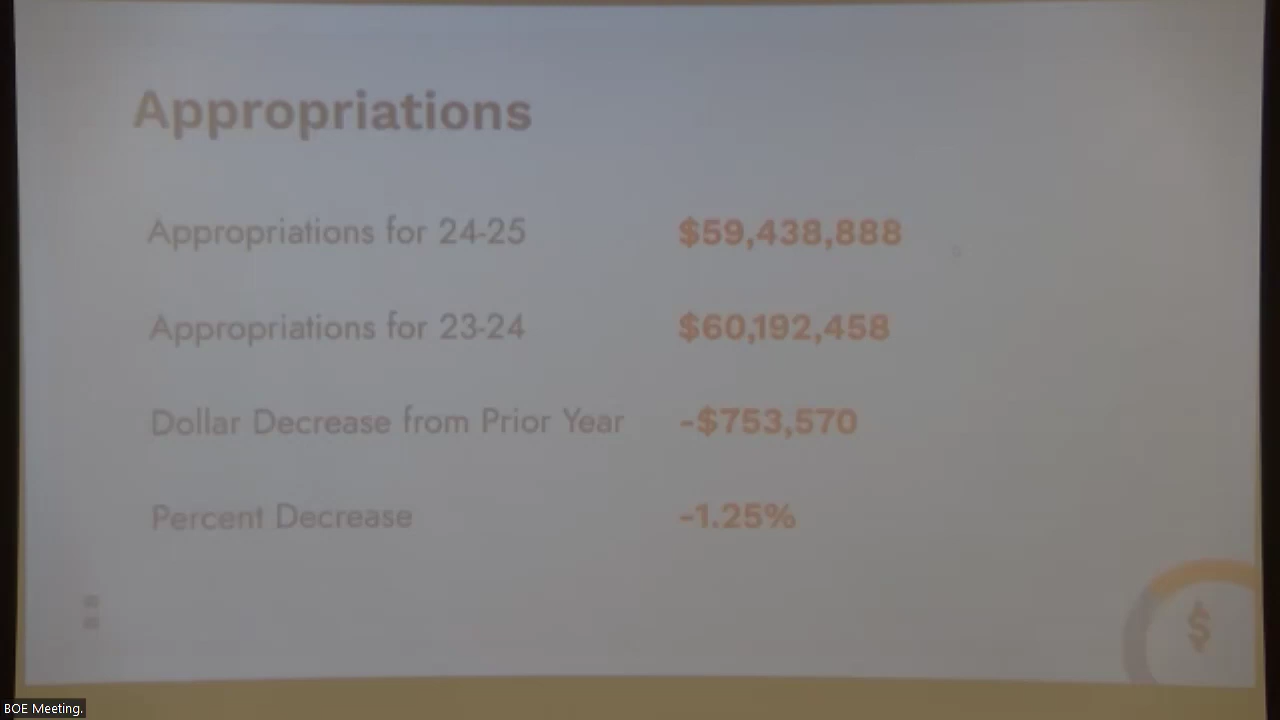 Appropriations
Appropriations for 24-25 $59,438,888
Appropriations for 23-24 $60,192,458
Dollar Decrease from Prior Year -$753,570
Percent Decrease -1.25%
$
BOE Meeting.